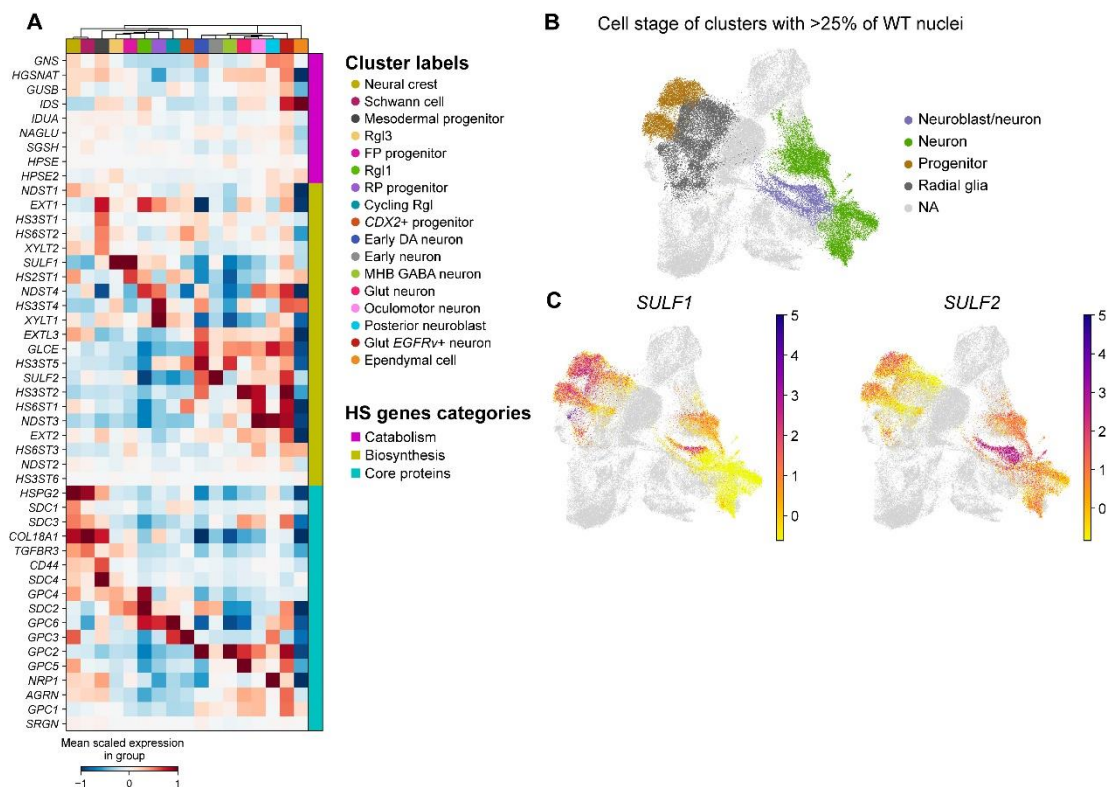 A
GNS
HGSNAT
GUSB
IDS
IDUA
NAGLU
SGSH
HPSE
HPSE2
NDST1
EXT1
HS3ST1
HS6ST2
XYLT2
SULF1
HS2ST1
NDST4
HS3ST4
XYLT1
EXTL3
GLCE
HS3ST5
SULF2
HS3ST2
HS6ST1
NDST3
EXT2
HS6ST3
NDST2
HS3ST6
HSPG2
SDC1
SDC3
COL18A1
TGFBR3
CD44
SDC4
GPC4
SDC2
GPC6
GPC3
GPC2
GPC5
NRP1
AGRN
GPC1
SRGN
Mean scaled expression
in group
−1 0 1
Cluster labels
Neural crest
Schwann cell
Mesodermal progenitor
Rgl3
FP progenitor
Rgl1
RP progenitor
Cycling Rgl
CDX2+ progenitor
Early DA neuron
Early neuron
MHB GABA neuron
Glut neuron
Oculomotor neuron
Posterior neuroblast
Glut EGFRv+ neuron
Ependymal cell
HS genes categories
Catabolism
Biosynthesis
Core proteins
B Cell stage of clusters with >25% of WT nuclei
Neuroblast/neuron
Neuron
Progenitor
Radial glia
NA
C
SULF1
5
4
3
2
1
0
SULF2
5
4
3
2
1
0